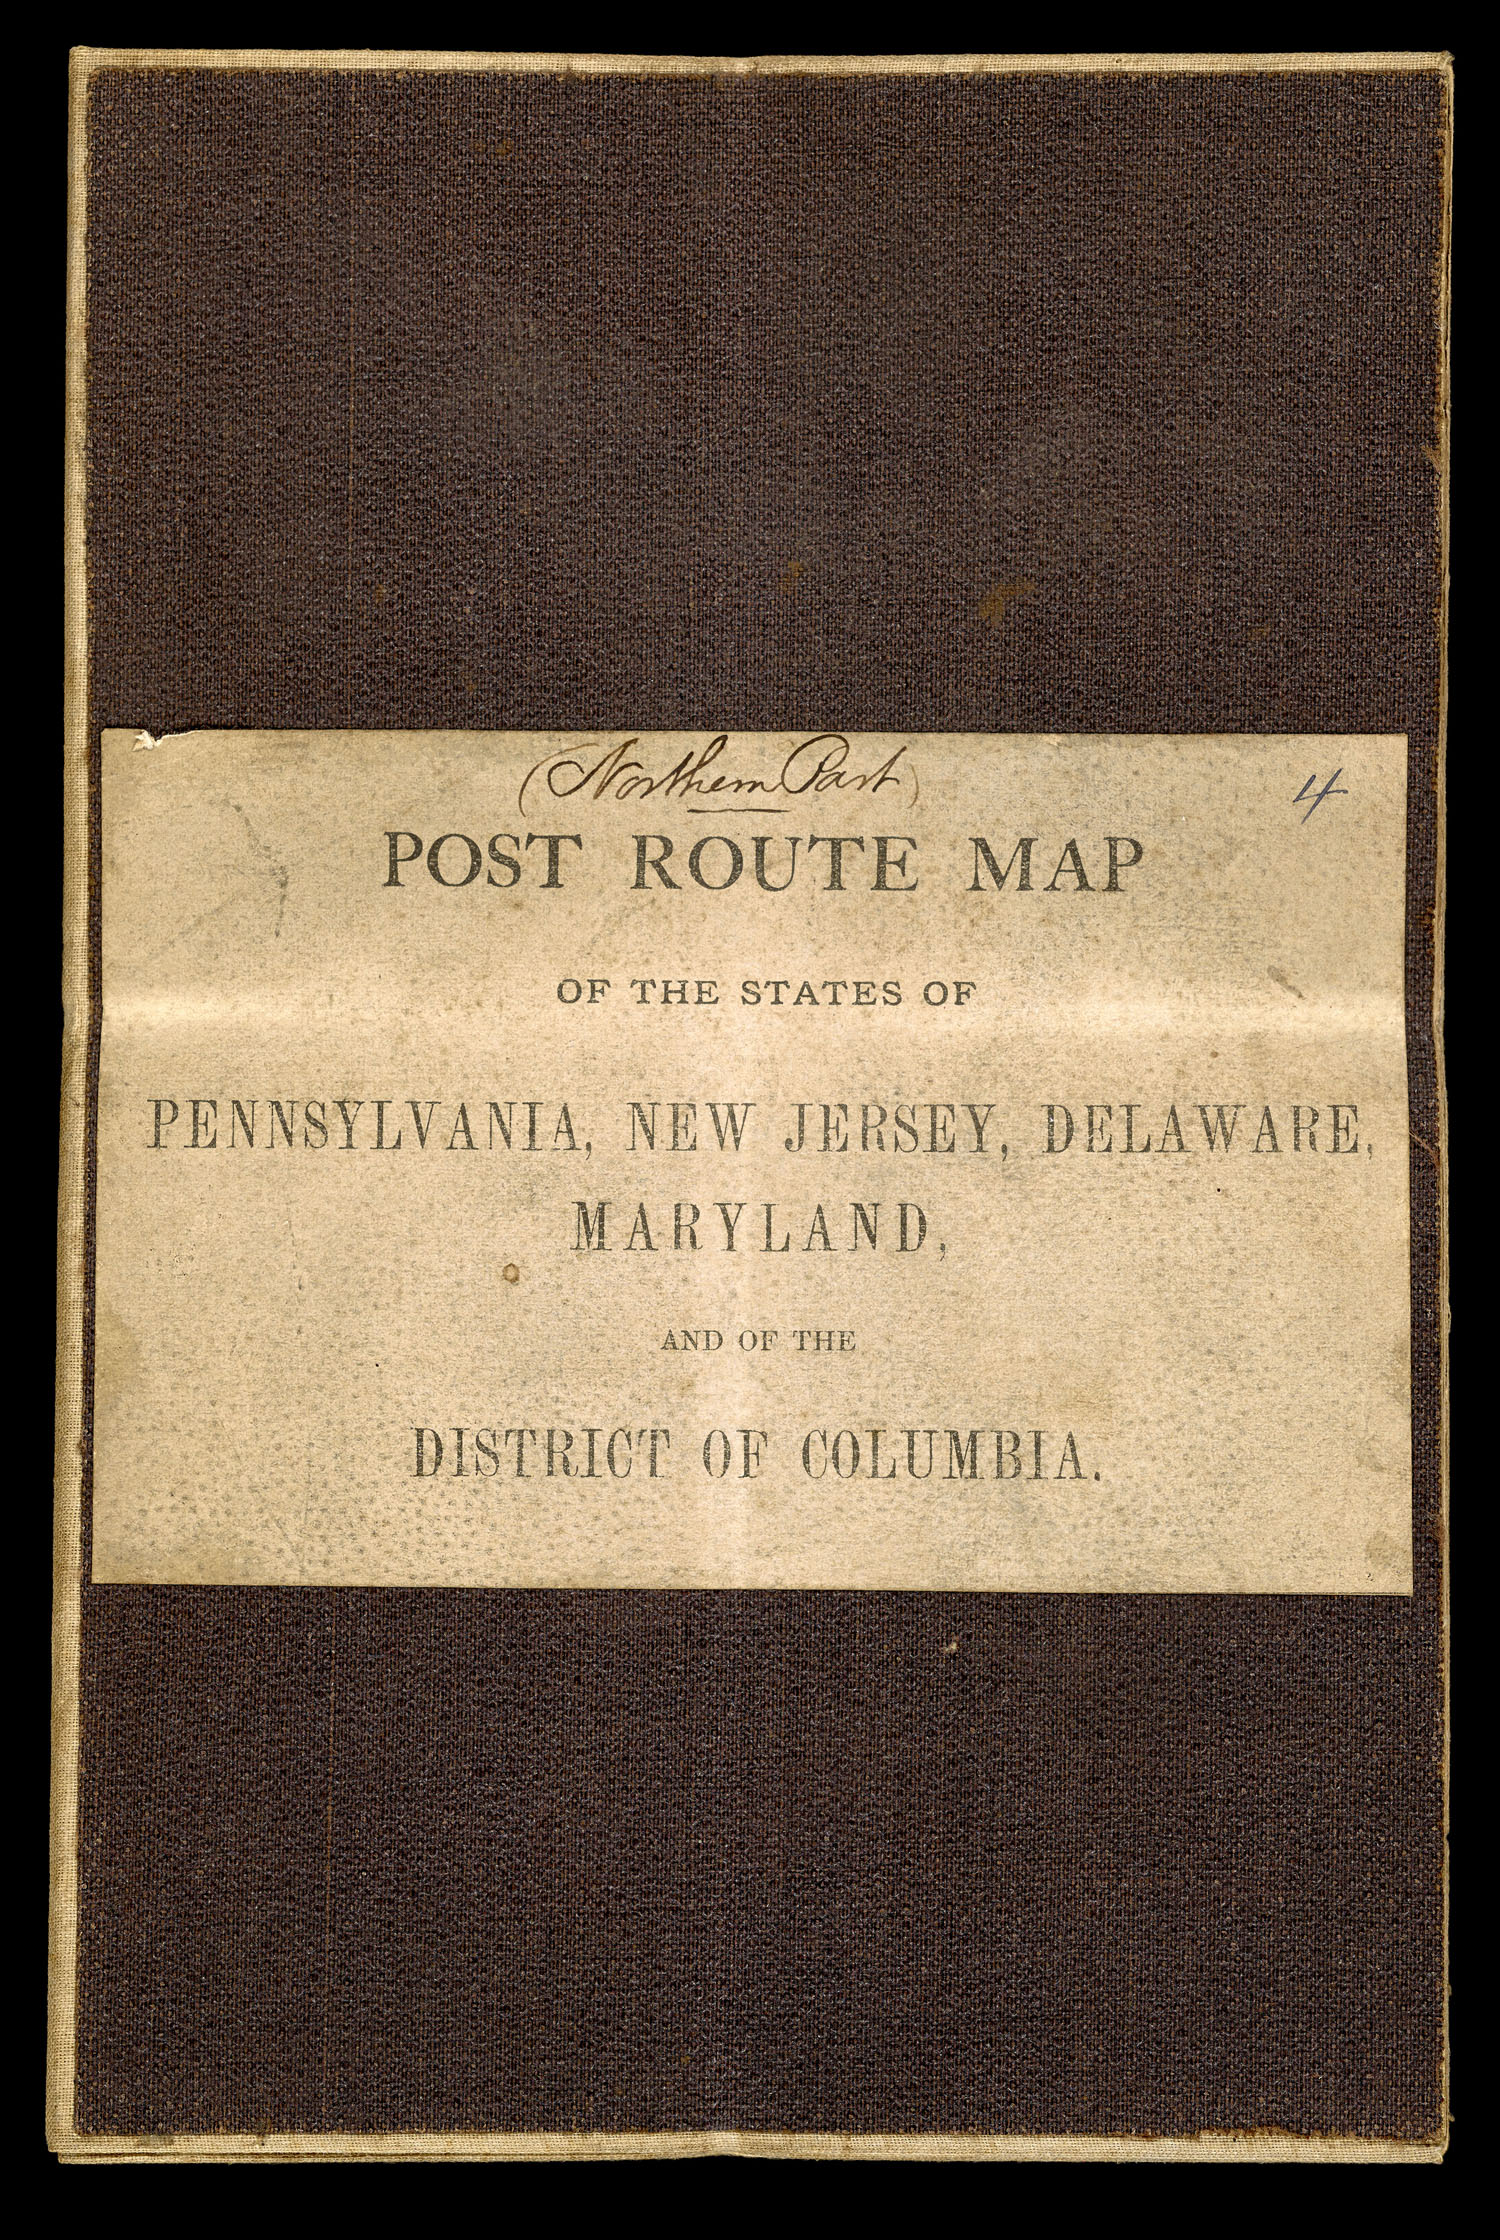 (Northern Part)
4
POST ROUTE MAP
OF THE STATES OF
PENNSYLVANIA, NEW JERSEY, DELAWARE,
MARYLAND,
AND OF THE
DISTRICT OF COLUMBIA.